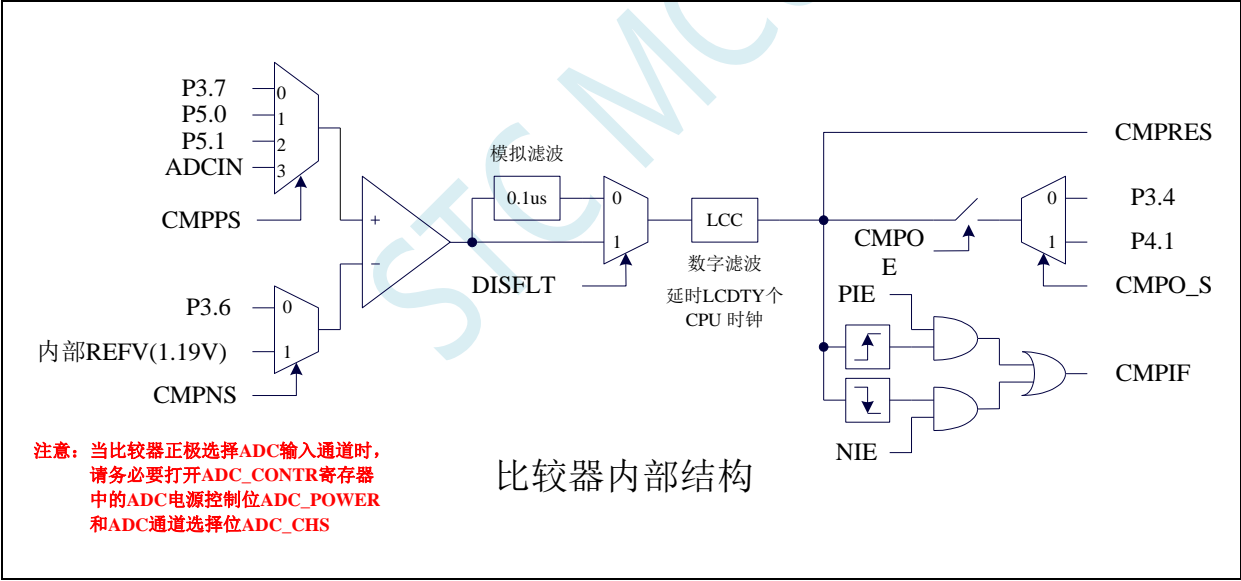 STC MCU
P3.7
P5.0
P5.1
ADCIN
0
1
2
3
CMPPS
+
−
模拟滤波
0.1us
0
1
DISFLT
LCC
数字滤波
延时LCDTY个
CPU 时钟
CMPRES
CMPO
E
0
1
P3.4
P4.1
CMPO_S
P3.6
内部REFV(1.19V)
0
1
CMPNS
PIE
NIE
CMPIF
注意：当比较器正极选择ADC输入通道时，
请务必要打开ADC_CONTR寄存器
中的ADC电源控制位ADC_POWER
和ADC通道选择位ADC_CHS
比较器内部结构